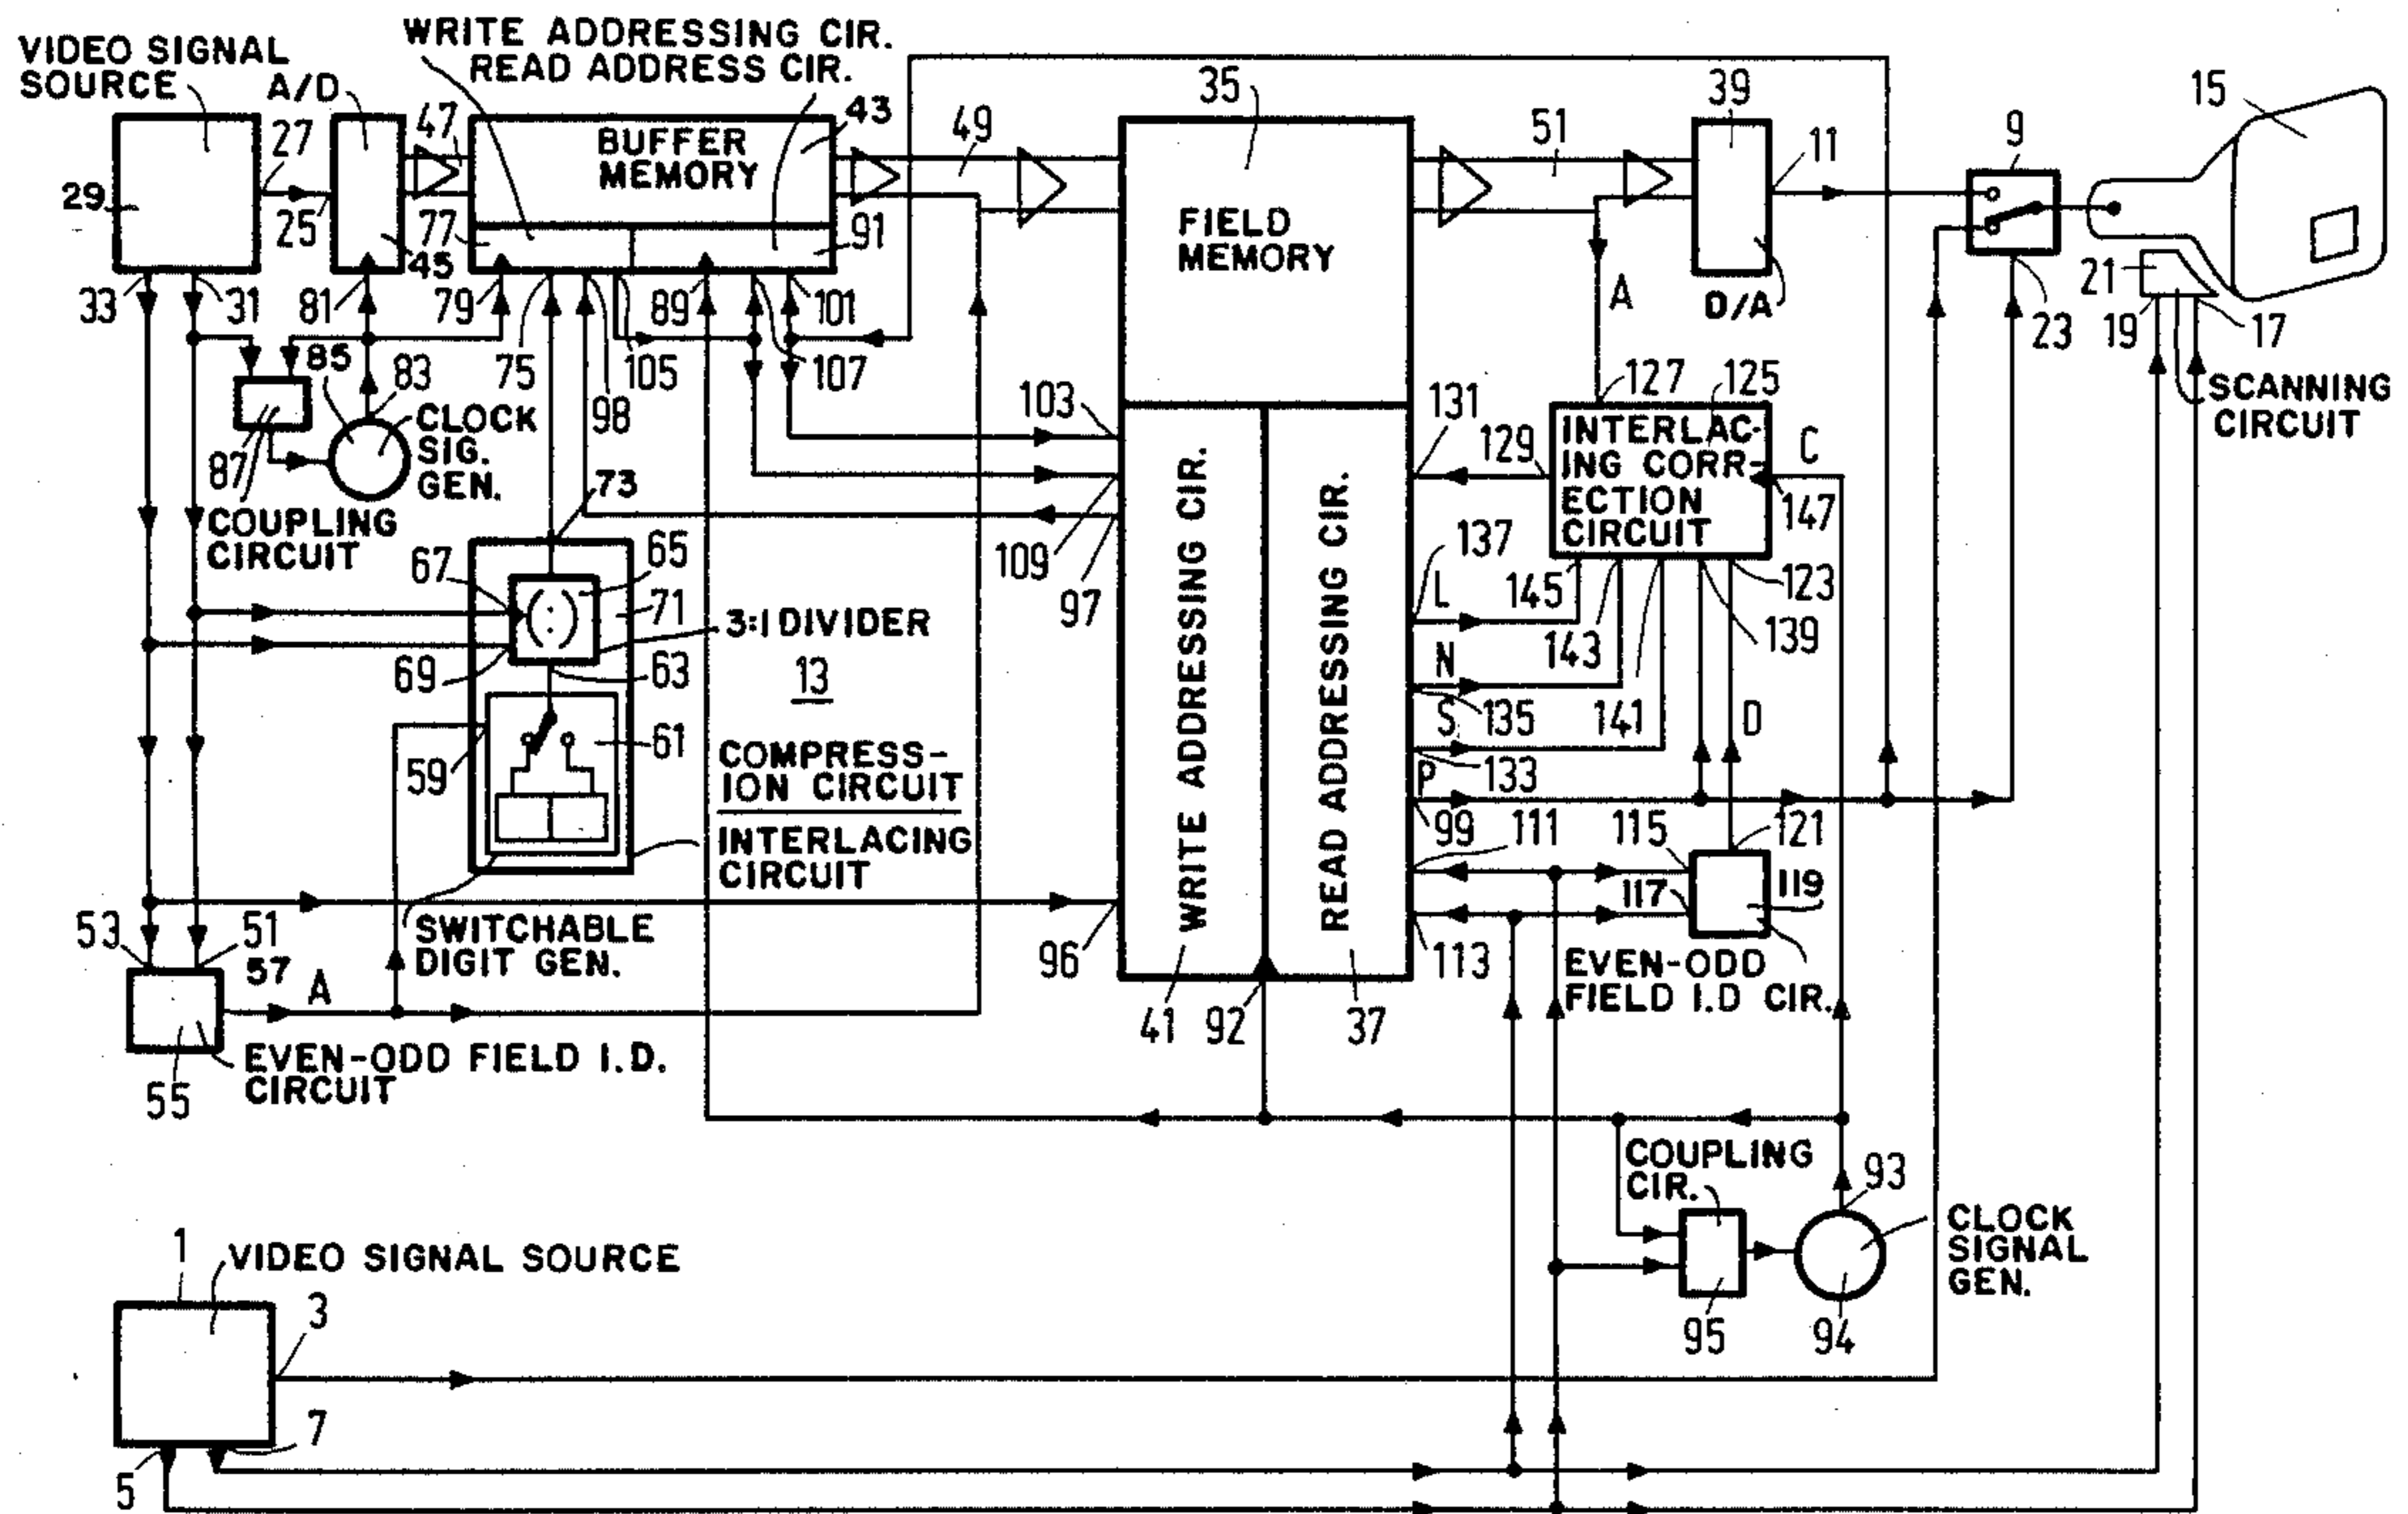 WRITE ADDRESSING CIR.
READ ADDRESS CIR.
VIDEO SIGNAL
SOURCE
A/D
47
43
49
35
51
39
11
9
15
27
BUFFER
MEMORY
29
25
77
45
91
FIELD
MEMORY
33
31
81
79
75
98
105
89
107
101
A
D/A
23
21
19
17
SCANNING
CIRCUIT
85
83
CLOCK
SIG.
GEN.
87
COUPLING
CIRCUIT
103
131
127
125
129
INTERLAC-
ING CORR-
ECTION
CIRCUIT
C
147
73
109
97
137
67
65
71
3:1 DIVIDER
69
63
13
L
145
N
143
123
139
S
135
141
D
59
61
COMPRESS-
ION CIRCUIT
INTERLACING
CIRCUIT
P
133
99
111
115
121
117
119
WRITE ADDRESSING CIR.
READ ADDRESSING CIR.
SWITCHABLE
DIGIT GEN.
53
51
57
A
96
113
EVEN-ODD
FIELD I.D CIR.
41
92
37
55
EVEN-ODD FIELD I.D.
CIRCUIT
COUPLING
CIR.
93
CLOCK
SIGNAL
GEN.
95
94
1
VIDEO SIGNAL SOURCE
3
7
5